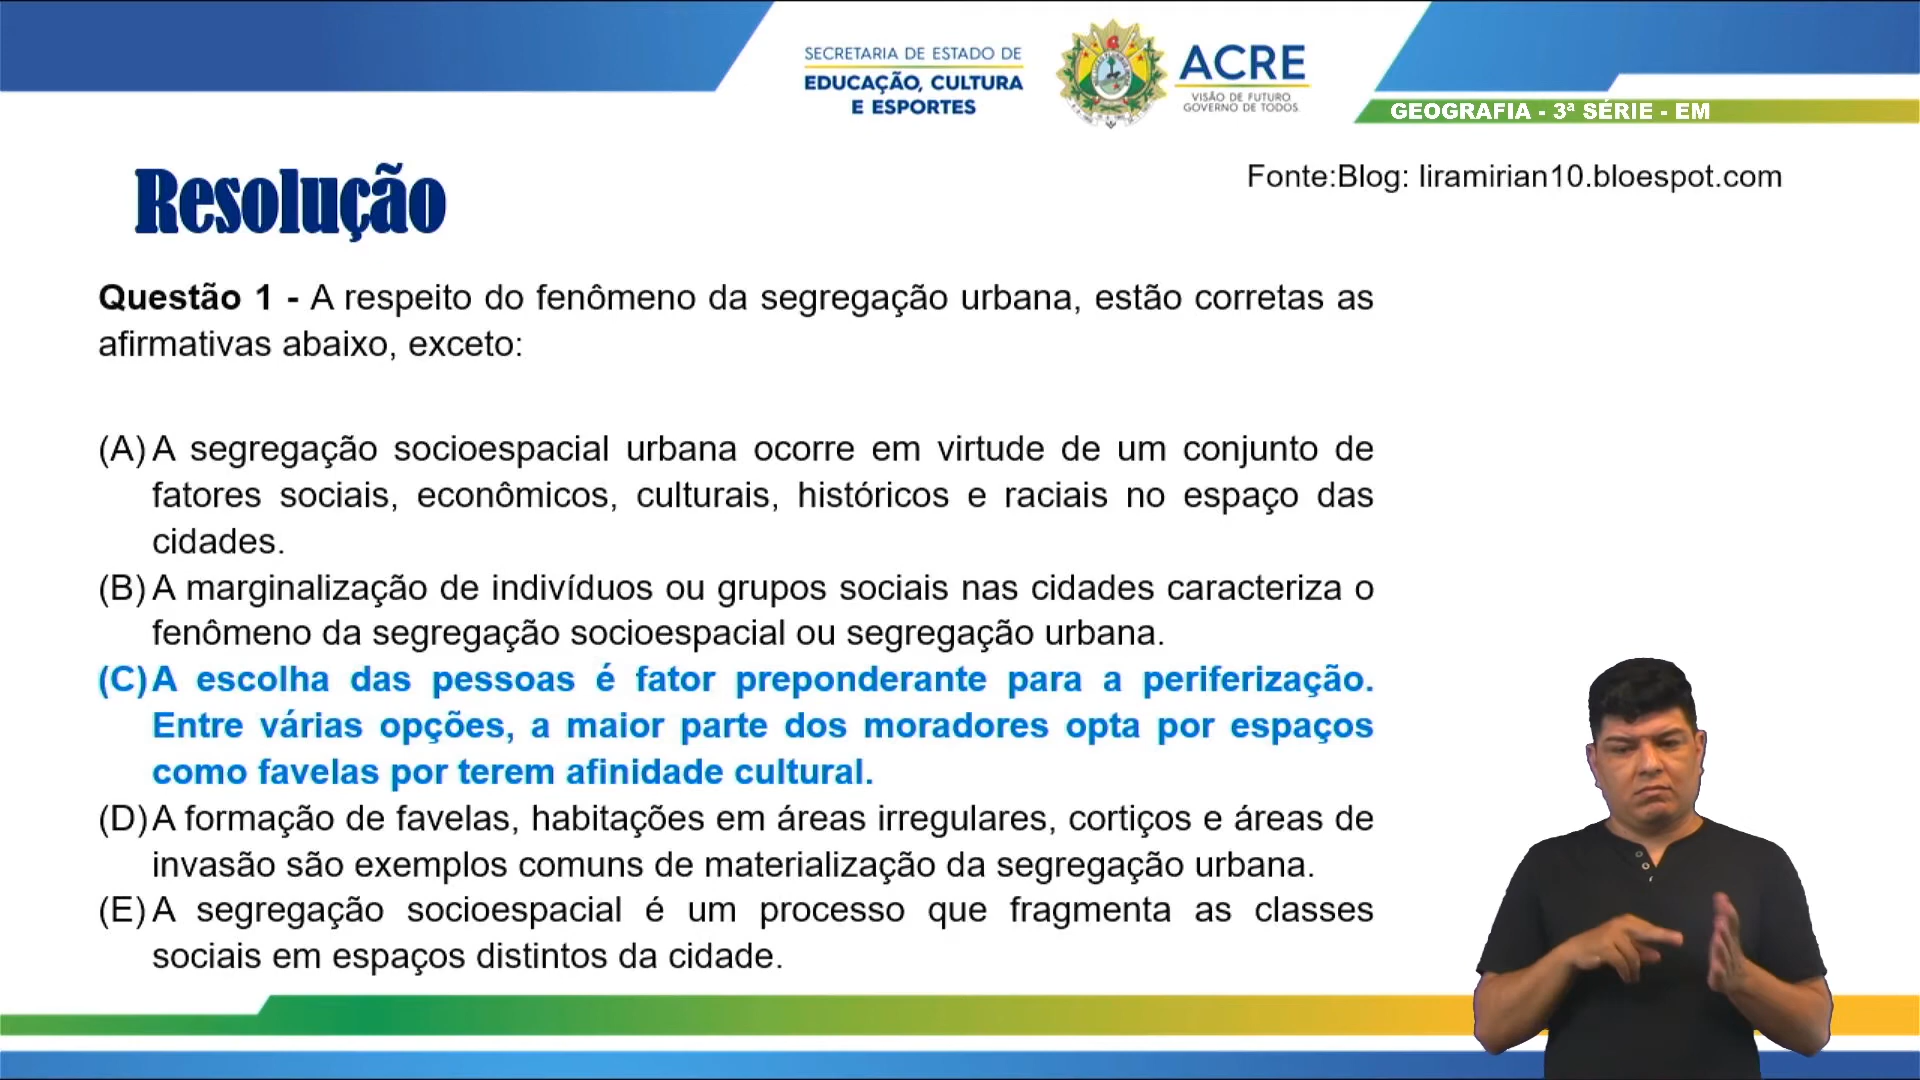 SECRETARIA DE ESTADO DE
EDUCAÇÃO, CULTURA
E ESPORTES
ACRE
VISÃO DE FUTURO
GOVERNO DE TODOS
GEOGRAFIA - 3ª SÉRIE - EM
Resolução
Fonte:Blog: liramirian10.bloespot.com
Questão 1 - A respeito do fenômeno da segregação urbana, estão corretas as
afirmativas abaixo, exceto:
(A) A segregação socioespacial urbana ocorre em virtude de um conjunto de
fatores sociais, econômicos, culturais, históricos e raciais no espaço das
cidades.
(B) A marginalização de indivíduos ou grupos sociais nas cidades caracteriza o
fenômeno da segregação socioespacial ou segregação urbana.
(C) A escolha das pessoas é fator preponderante para a periferização.
Entre várias opções, a maior parte dos moradores opta por espaços
como favelas por terem afinidade cultural.
(D) A formação de favelas, habitações em áreas irregulares, cortiços e áreas de
invasão são exemplos comuns de materialização da segregação urbana.
(E) A segregação socioespacial é um processo que fragmenta as classes
sociais em espaços distintos da cidade.